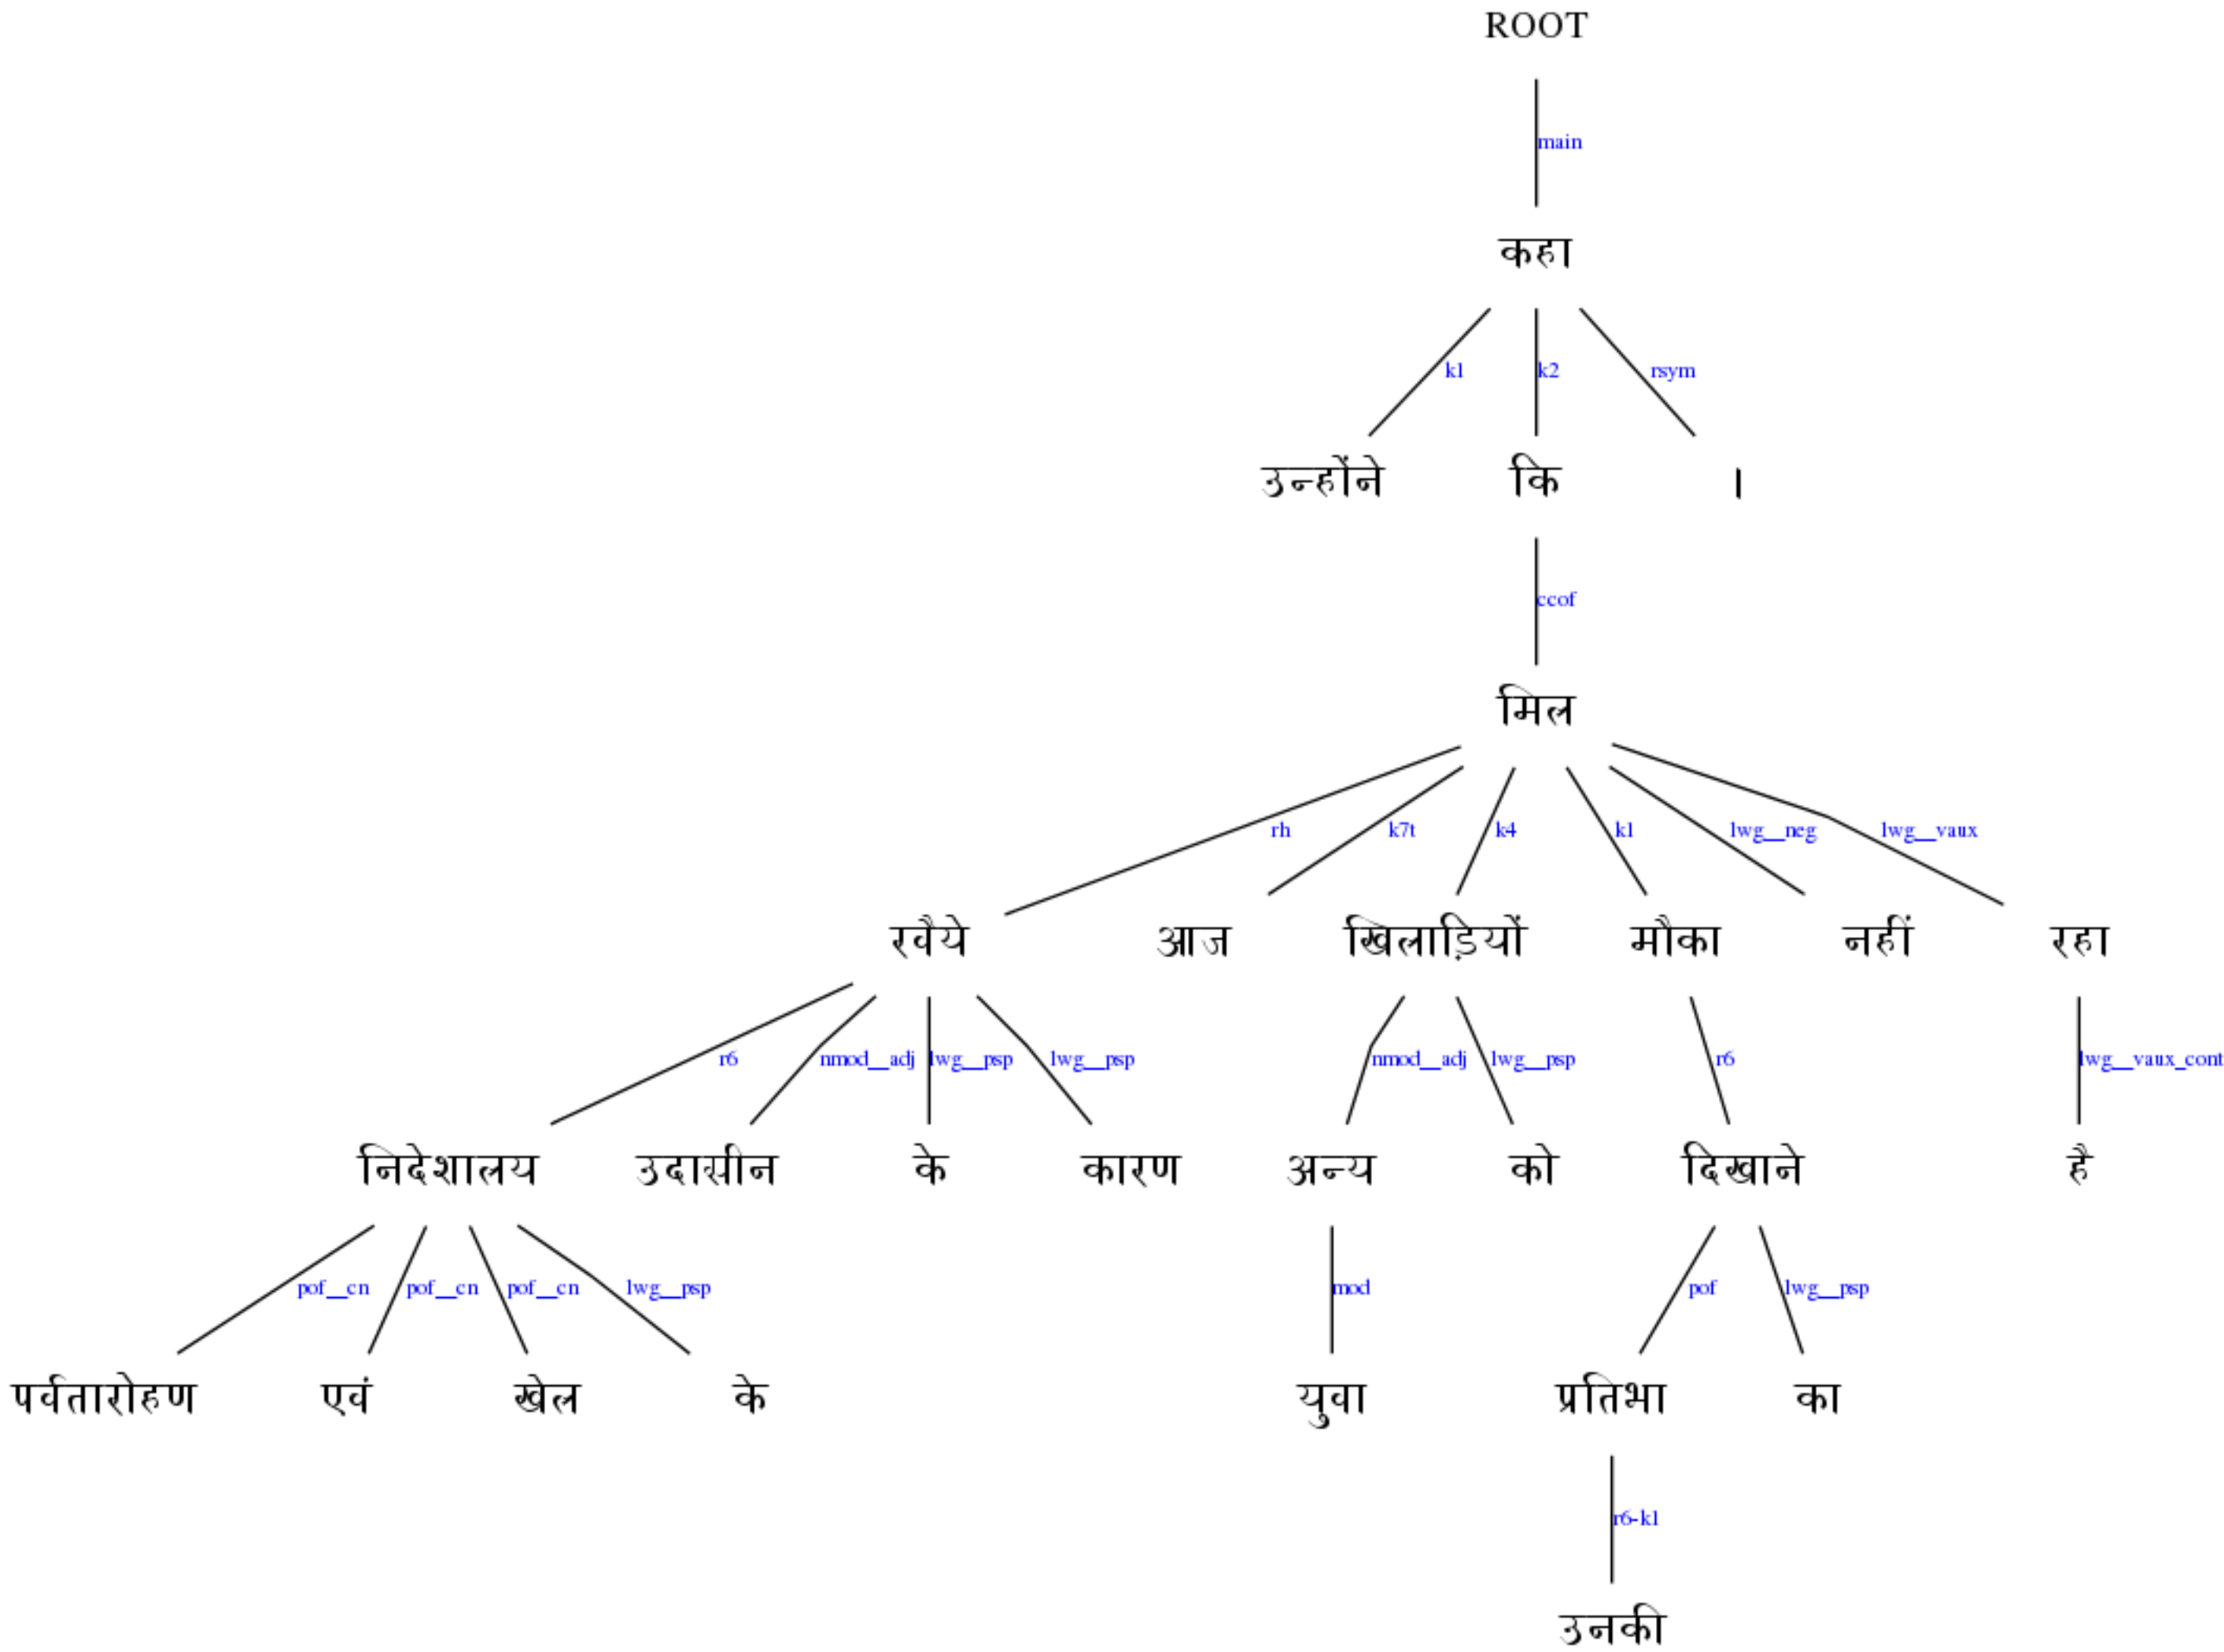 ROOT
main
कहा
k1 k2 rsym
उन्होंने कि ।
ccof
मिल
rh k7t k4 k1 lwg__neg lwg__vaux
रवैये आज खिलाड़ियों मौका नहीं रहा
r6 nmod__adj lwg__psp lwg__psp nmod__adj lwg__psp r6 lwg__vaux_cont
निदेशालय उदासीन के कारण अन्य को दिखाने है
pof__cn pof__cn pof__cn lwg__psp mod pof lwg__psp
पर्वतारोहण एवं खेल के युवा प्रतिभा का
r6-k1
उनकी